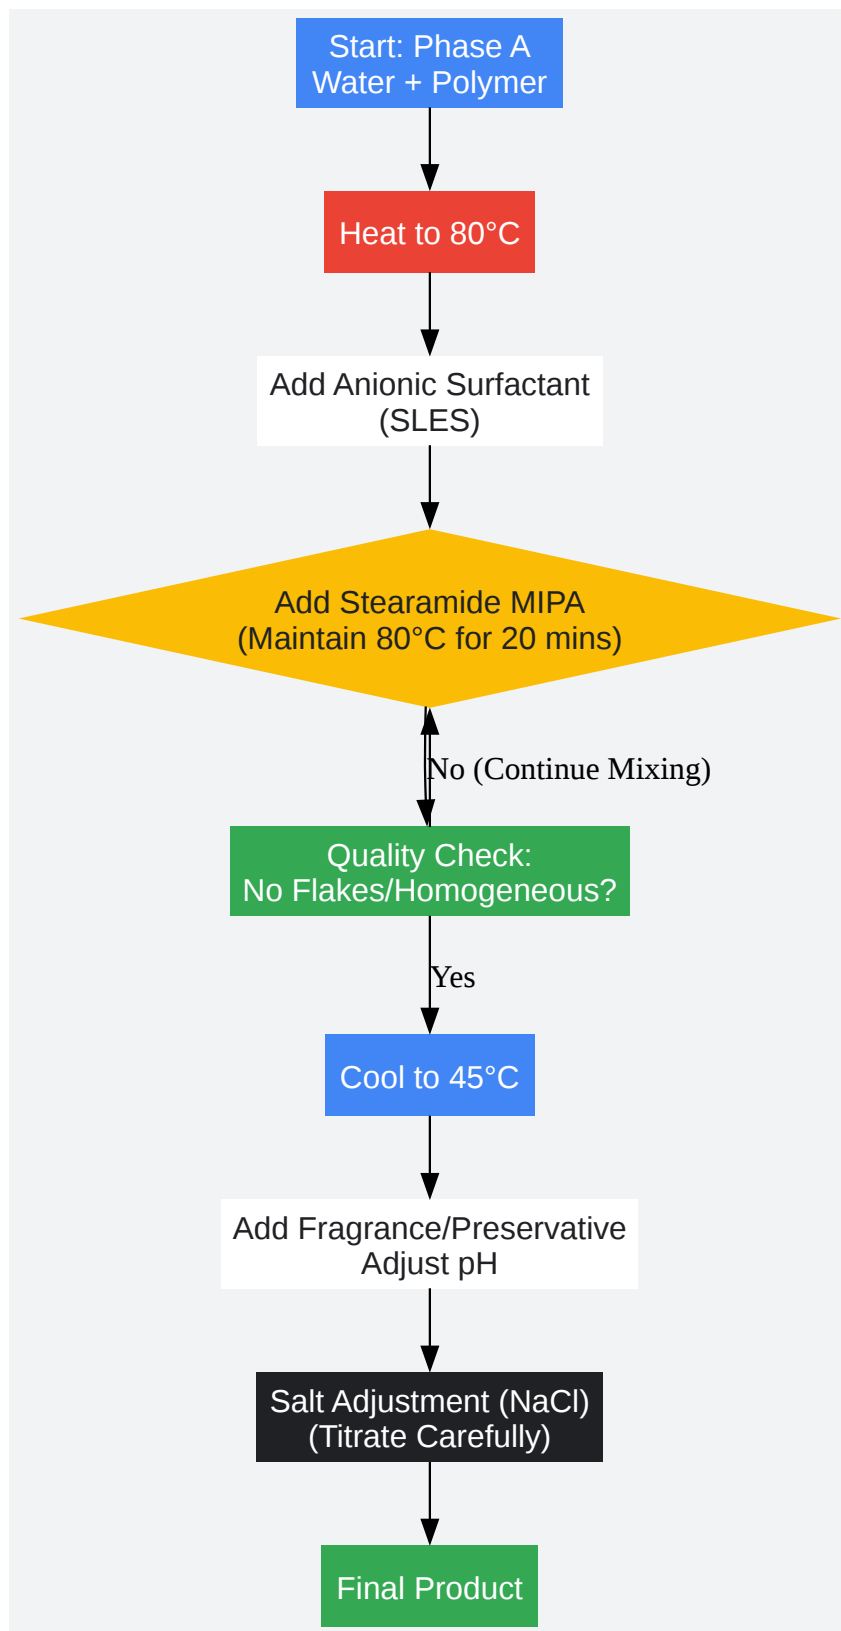 Start: Phase A
Water + Polymer
Heat to 80°C
Add Anionic Surfactant
(SLES)
Add Stearamide MIPA
(Maintain 80°C for 20 mins)
No (Continue Mixing)
Quality Check:
No Flakes/Homogeneous?
Yes
Cool to 45°C
Add Fragrance/Preservative
Adjust pH
Salt Adjustment (NaCl)
(Titrate Carefully)
Final Product